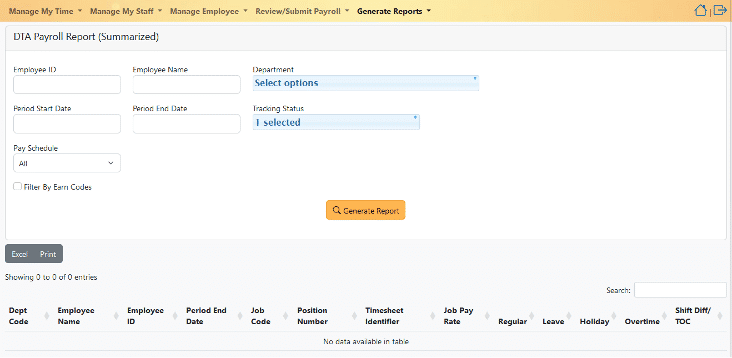 Manage My Time Manage My Staff Manage Employee Review/Submit Payroll Generate Reports
DTA Payroll Report (Summarized)
Employee ID Employee Name Department
Select options
Period Start Date Period End Date Tracking Status
1 selected
Pay Schedule
All
Filter By Earn Codes
Generate Report
Excel Print
Showing 0 to 0 of 0 entries
Search:
Dept Code Employee Name Employee ID Period End Date Job Code Position Number Timesheet Identifier Job Pay Rate Regular Leave Holiday Overtime Shift Diff/ TOC
No data available in table